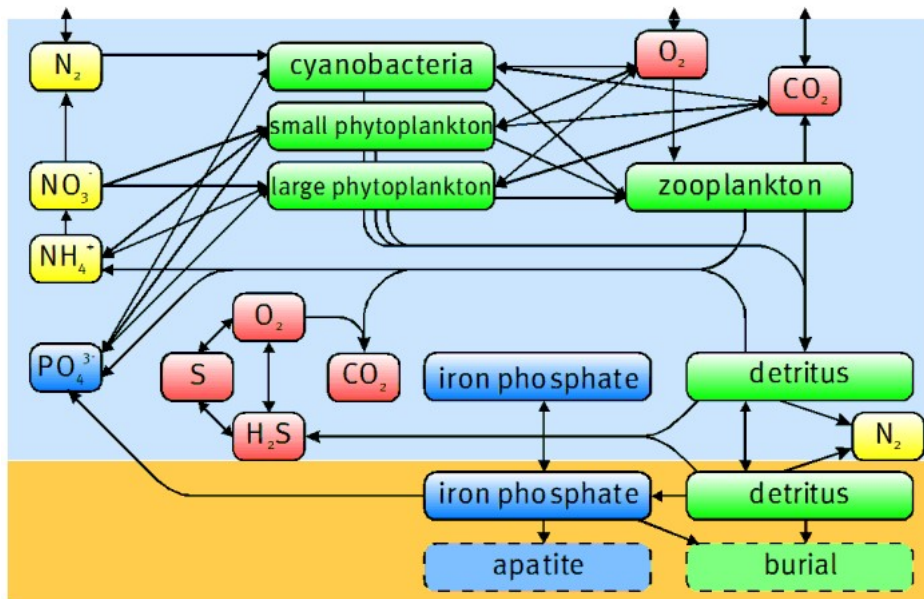 N₂
cyanobacteria
O₂
CO₂
small phytoplankton
NO₃⁻
large phytoplankton
zooplankton
NH₄⁺
O₂
PO₄³⁻
S
CO₂
iron phosphate
detritus
H₂S
N₂
iron phosphate
detritus
apatite
burial